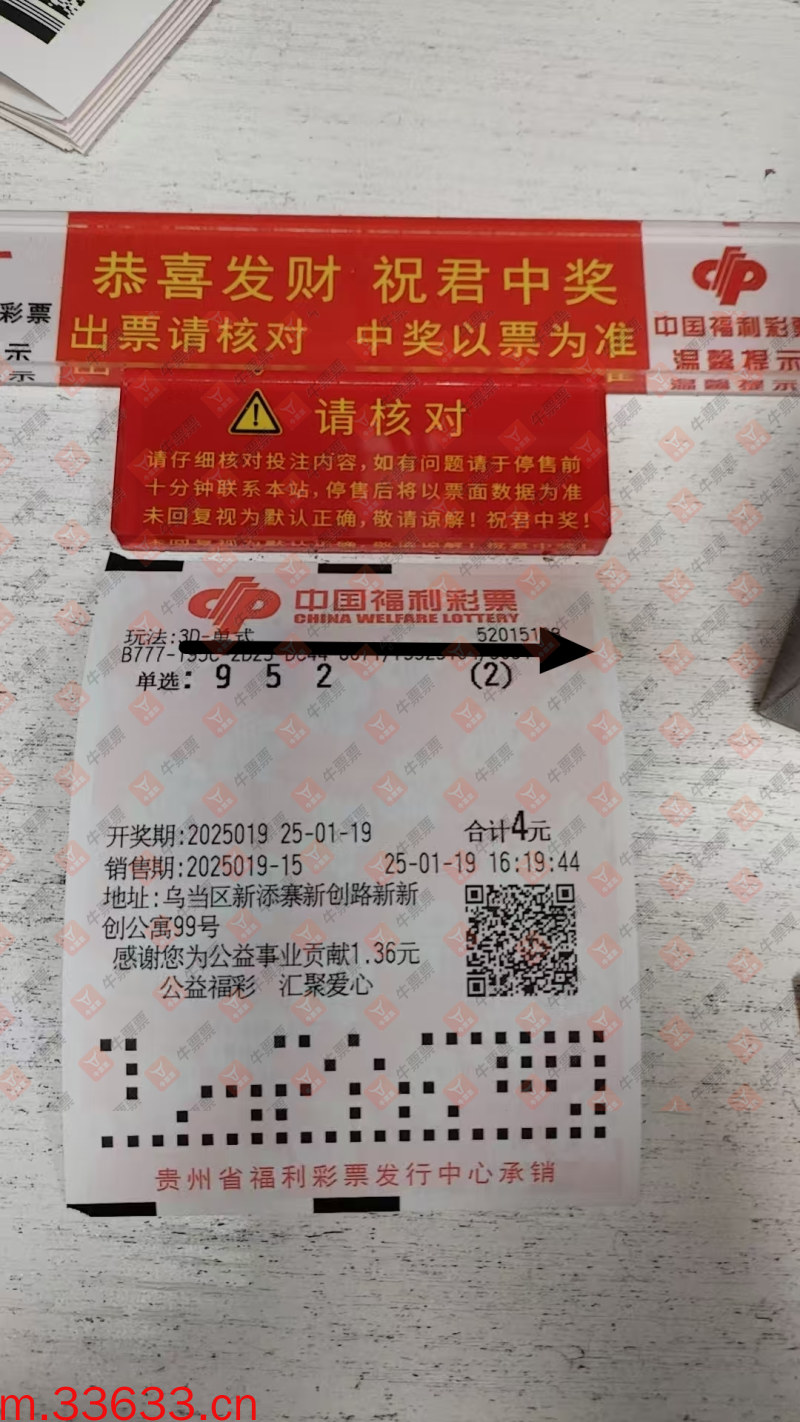 恭喜发财 祝君中奖
出票请核对 中奖以票为准
彩票
示
中国福利彩票
温馨提示
请核对
请仔细核对投注内容,如有问题请于停售前
十分钟联系本站,停售后将以票面数据为准
未回复视为默认正确,敬请谅解!祝君中奖!
中国福利彩票
CHINA WELFARE LOTTERY
玩法:3D-单式
单选: 9 5 2 (2)
开奖期:2025019 25-01-19 合计4元
销售期:2025019-15 25-01-19 16:19:44
地址:乌当区新添寨新创路新新
创公寓99号
感谢您为公益事业贡献1.36元
公益福彩 汇聚爱心
贵州省福利彩票发行中心承销
牛票票
m.33633.cn